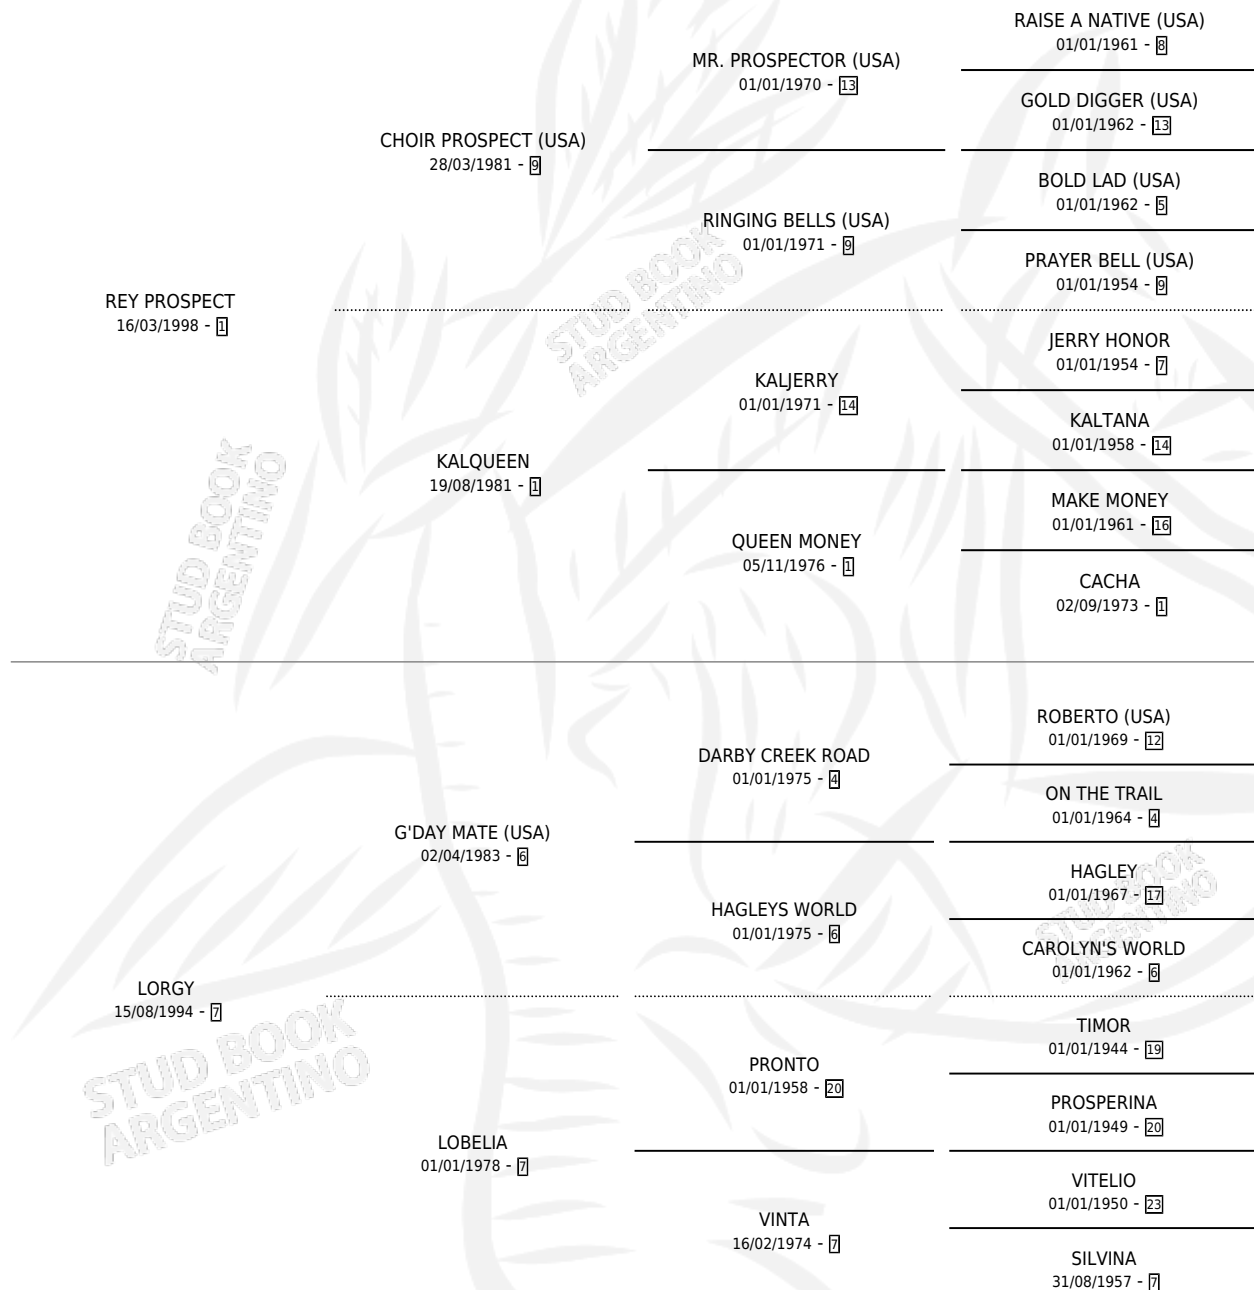 RAISE A NATIVE (USA)
01/01/1961 - 8
MR. PROSPECTOR (USA)
01/01/1970 - 13
GOLD DIGGER (USA)
01/01/1962 - 13
CHOIR PROSPECT (USA)
28/03/1981 - 9
BOLD LAD (USA)
01/01/1962 - 5
RINGING BELLS (USA)
01/01/1971 - 9
PRAYER BELL (USA)
01/01/1954 - 9
STUD BOOK
ARGENTINO
REY PROSPECT
16/03/1998 - 1
JERRY HONOR
01/01/1954 - 7
KALJERRY
01/01/1971 - 14
KALTANA
01/01/1958 - 14
KALQUEEN
19/08/1981 - 1
MAKE MONEY
01/01/1961 - 16
QUEEN MONEY
05/11/1976 - 1
CACHA
02/09/1973 - 1
STUD BOOK
ARGENTINO
ROBERTO (USA)
01/01/1969 - 12
DARBY CREEK ROAD
01/01/1975 - 4
ON THE TRAIL
01/01/1964 - 4
G'DAY MATE (USA)
02/04/1983 - 6
HAGLEY
01/01/1967 - 17
HAGLEYS WORLD
01/01/1975 - 6
CAROLYN'S WORLD
01/01/1962 - 6
STUD BOOK
ARGENTINO
LORGY
15/08/1994 - 7
TIMOR
01/01/1944 - 19
PRONTO
01/01/1958 - 20
PROSPERINA
01/01/1949 - 20
STUD BOOK
ARGENTINO
LOBELIA
01/01/1978 - 7
VITELIO
01/01/1950 - 23
VINTA
16/02/1974 - 7
SILVINA
31/08/1957 - 7